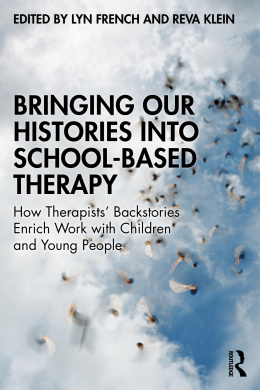 EDITED BY LYN FRENCH AND REVA KLEIN
BRINGING OUR
HISTORIES INTO
SCHOOL-BASED
THERAPY
How Therapists' Backstories
Enrich Work with Children
and Young People
ROUTLEDGE